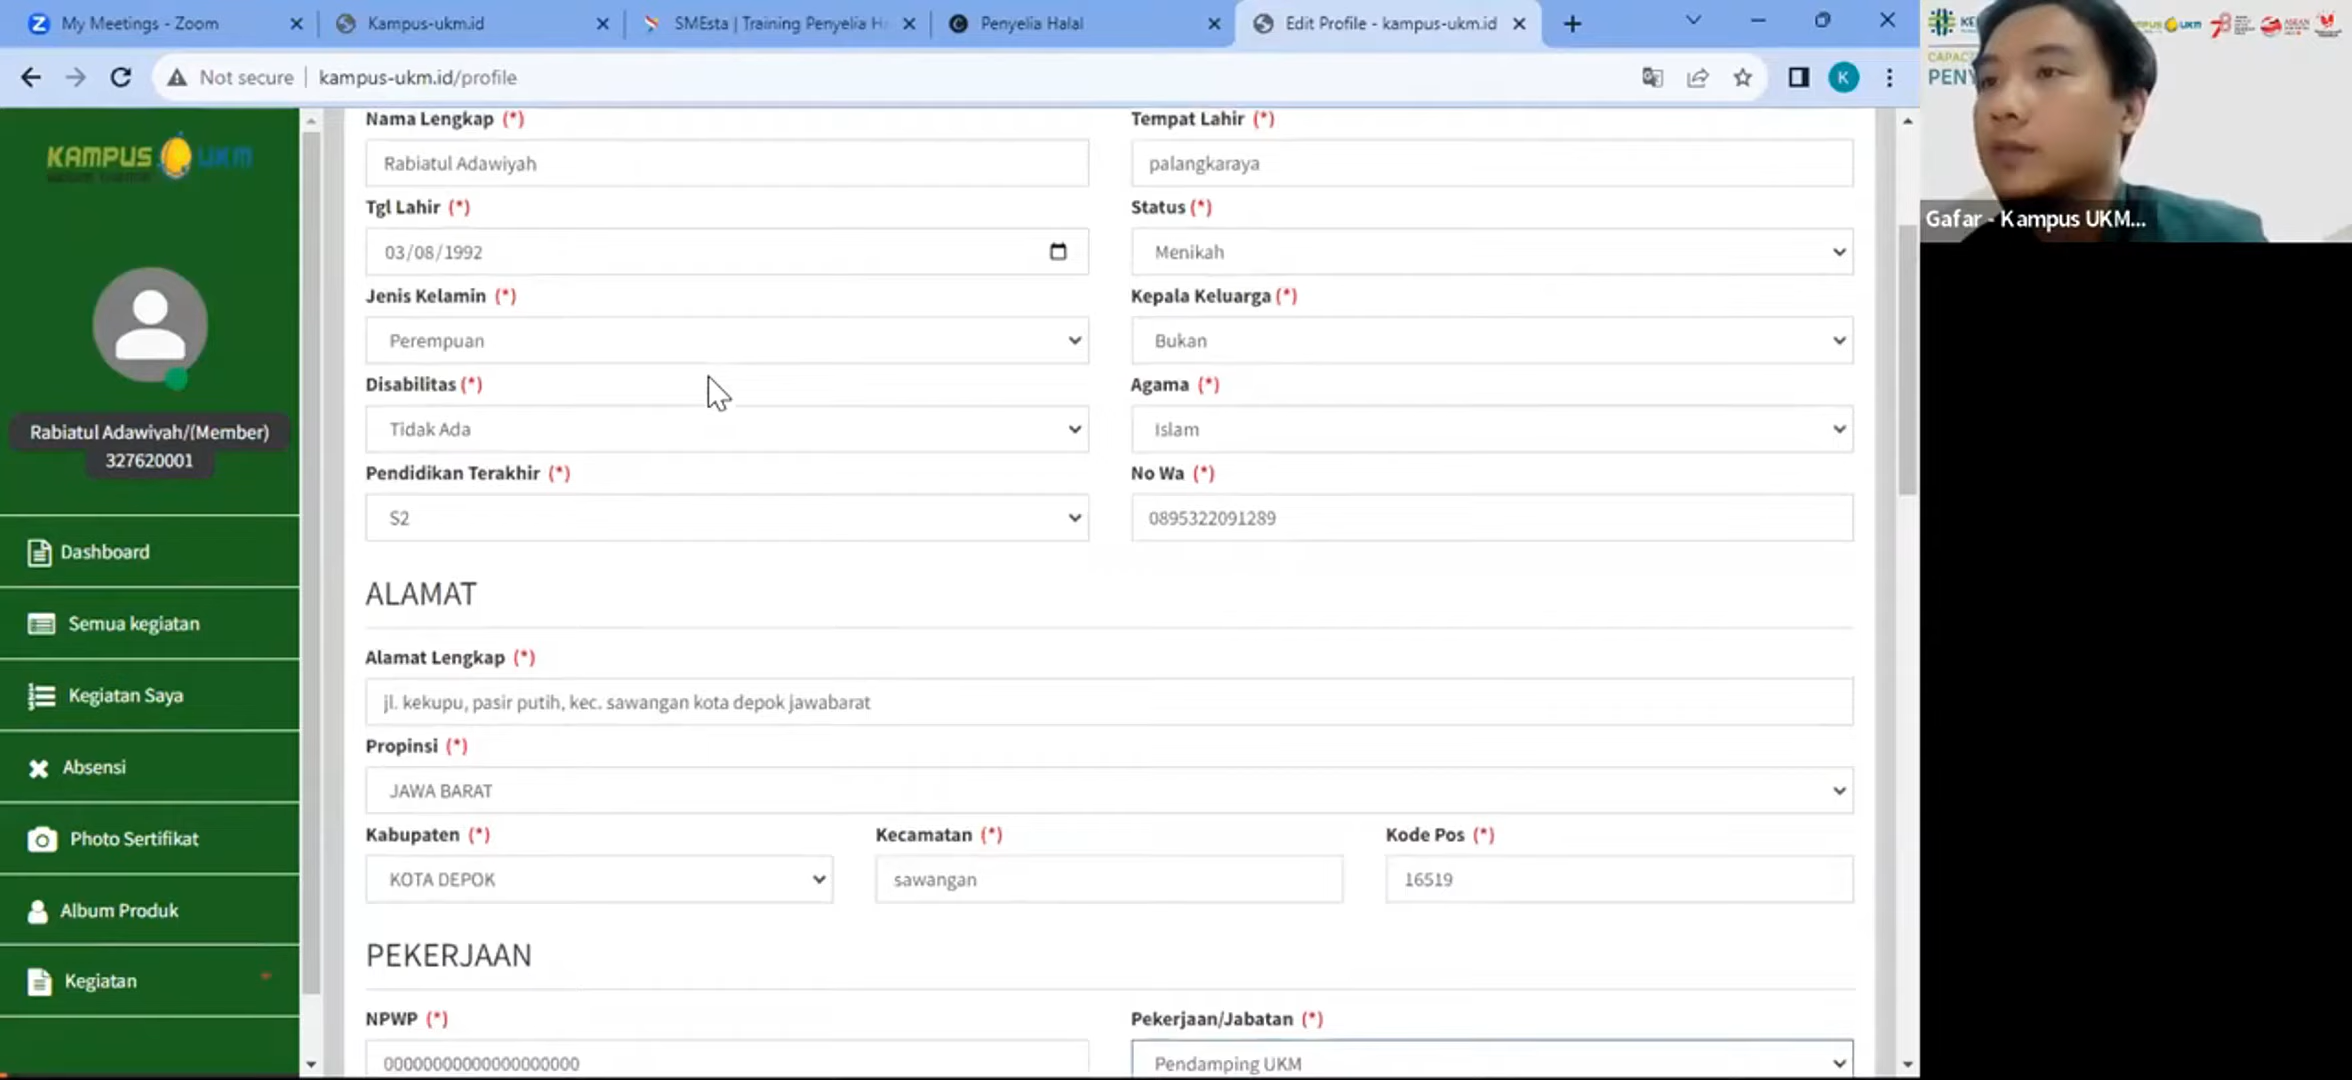 My Meetings - Zoom
Kampus-ukm.id
SMEsta | Training Penyelia H
Penyelia Halal
Edit Profile - kampus-ukm.id
Not secure
kampus-ukm.id/profile
K
KAMPUS UKM
Rabiatul Adawiyah/(Member)
327620001
Dashboard
Semua kegiatan
Kegiatan Saya
Absensi
Photo Sertifikat
Album Produk
Kegiatan
Nama Lengkap (*)
Rabiatul Adawiyah
Tempat Lahir (*)
palangkaraya
Tgl Lahir (*)
03/08/1992
Status (*)
Menikah
Jenis Kelamin (*)
Perempuan
Kepala Keluarga (*)
Bukan
Disabilitas (*)
Tidak Ada
Agama (*)
Islam
Pendidikan Terakhir (*)
S2
No Wa (*)
0895322091289
ALAMAT
Alamat Lengkap (*)
jl. kekupu, pasir putih, kec. sawangan kota depok jawabarat
Propinsi (*)
JAWA BARAT
Kabupaten (*)
KOTA DEPOK
Kecamatan (*)
sawangan
Kode Pos (*)
16519
PEKERJAAN
NPWP (*)
00000000000000000000
Pekerjaan/Jabatan (*)
Pendamping UKM
Gafar - Kampus UKM...